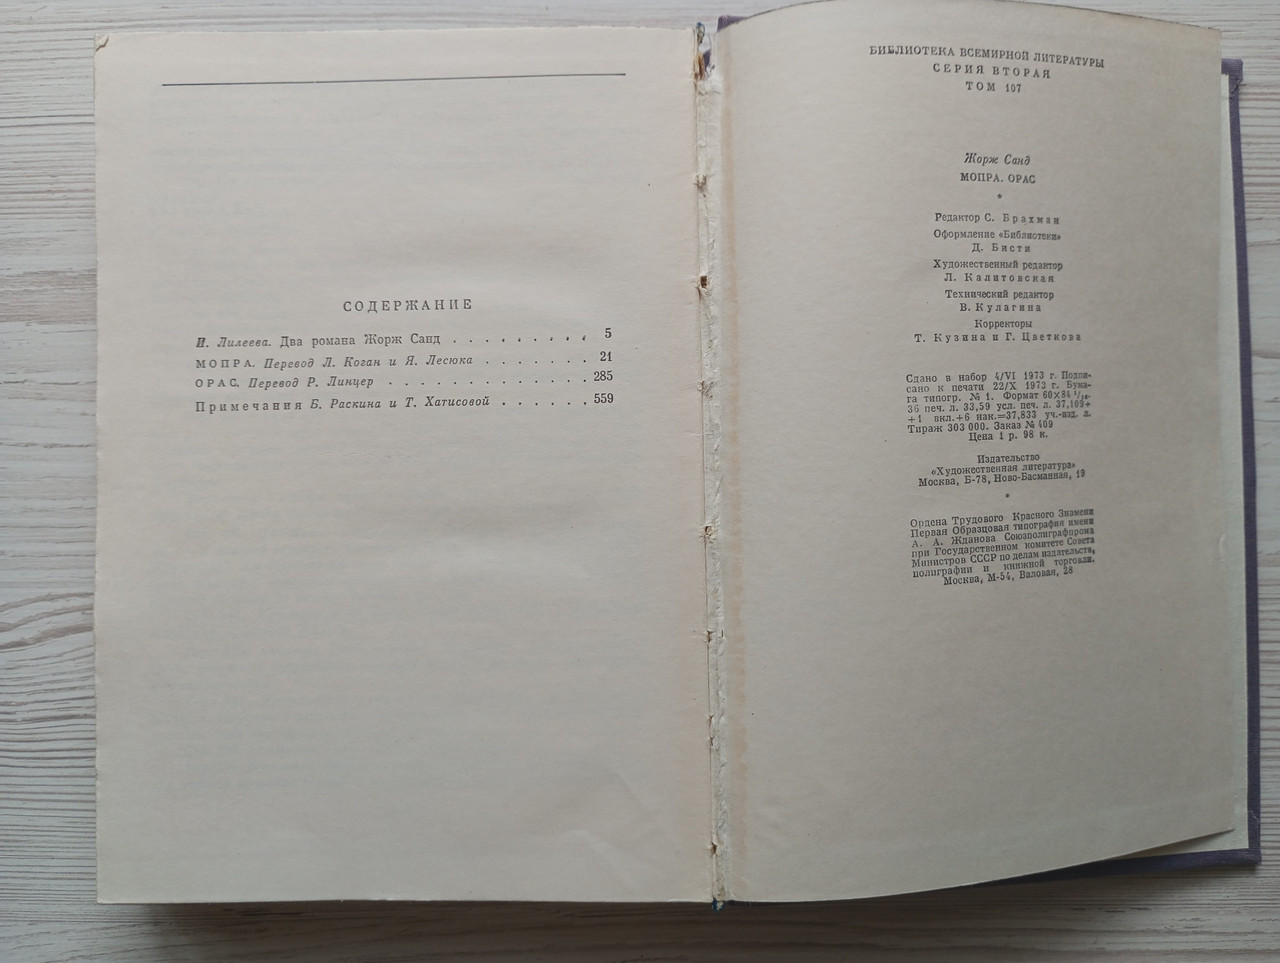 СОДЕРЖАНИЕ
И. Лилеева. Два романа Жорж Санд . . . . . . . . . 5
МОПРА. Перевод Л. Коган и Я. Лесюка . . . . . . . 21
ОРАС. Перевод Р. Линцер . . . . . . . . . . . . . 285
Примечания Б. Раскина и Т. Хатисовой . . . . . . 559
БИБЛИОТЕКА ВСЕМИРНОЙ ЛИТЕРАТУРЫ
СЕРИЯ ВТОРАЯ
ТОМ 107
Жорж Санд
МОПРА. ОРАС
*
Редактор С. Брахман
Оформление «Библиотеки»
Д. Бисти
Художественный редактор
Л. Калитовская
Технический редактор
В. Кулагина
Корректоры
Т. Кузина и Г. Цветкова
Сдано в набор 4/VI 1973 г. Подпи-
сано к печати 22/X 1973 г. Бума-
га типогр. № 1. Формат 60×84 1/16.
36 печ. л. 33,59 усл. печ. л. 37,109+
+1 вкл.+6 нак.=37,833 уч.-изд. л.
Тираж 303 000. Заказ № 409
Цена 1 р. 98 к.
Издательство
«Художественная литература»
Москва, Б-78, Ново-Басманная, 19
*
Ордена Трудового Красного Знамени
Первая Образцовая типография имени
А. А. Жданова Союзполиграфпрома
при Государственном комитете Совета
Министров СССР по делам издательств,
полиграфии и книжной торговли.
Москва, М-54, Валовая, 28